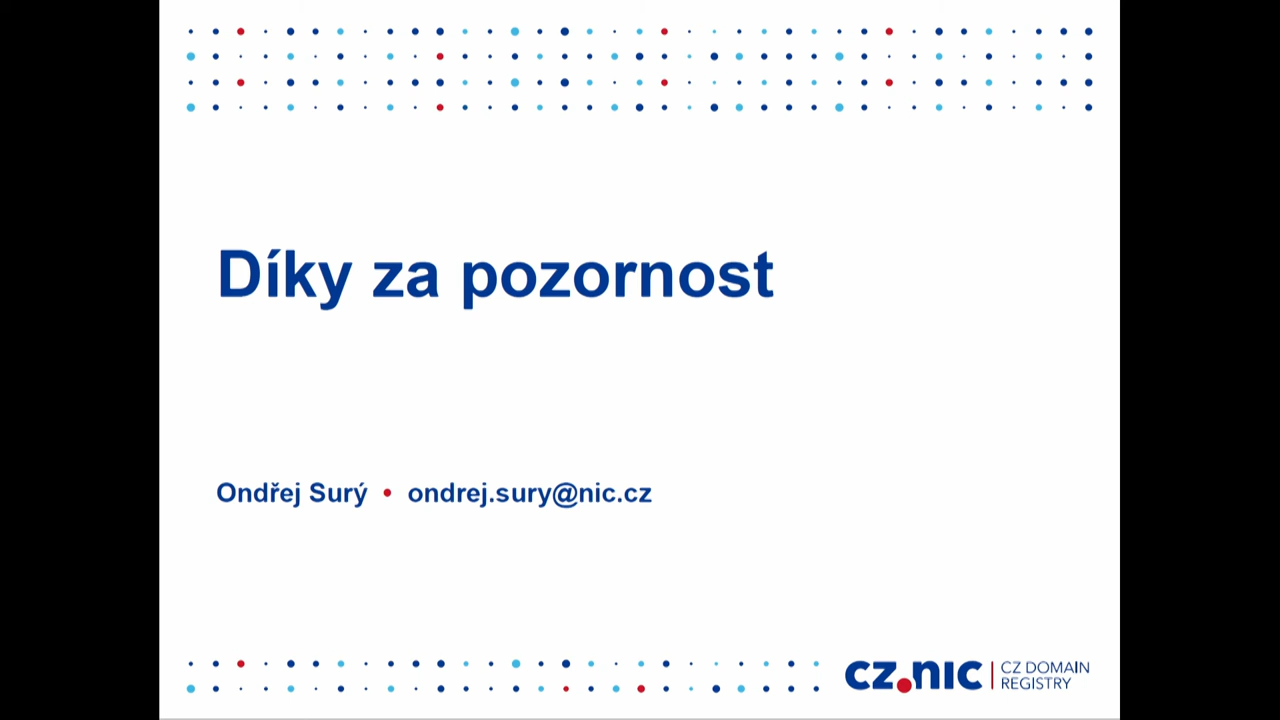 Díky za pozornost
Ondřej Surý • ondrej.sury@nic.cz
cz.nic | CZ DOMAIN
REGISTRY